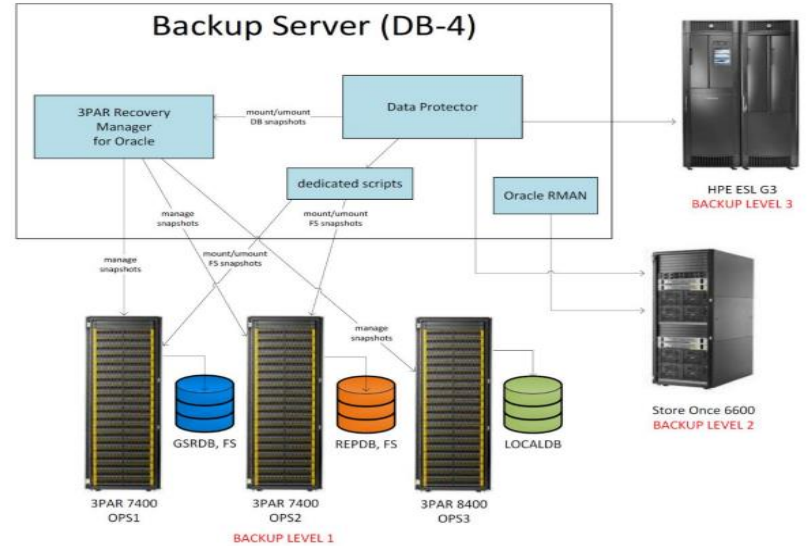 Backup Server (DB-4)
3PAR Recovery
Manager
for Oracle
mount/umount
DB snapshots
Data Protector
dedicated scripts
Oracle RMAN
HPE ESL G3
BACKUP LEVEL 3
manage
snapshots
mount/umount
FS snapshots
manage
snapshots
mount/umount
FS snapshots
manage
snapshots
GSRDB, FS
REPDB, FS
LOCALDB
Store Once 6600
BACKUP LEVEL 2
3PAR 7400
OPS1
3PAR 7400
OPS2
3PAR 8400
OPS3
BACKUP LEVEL 1